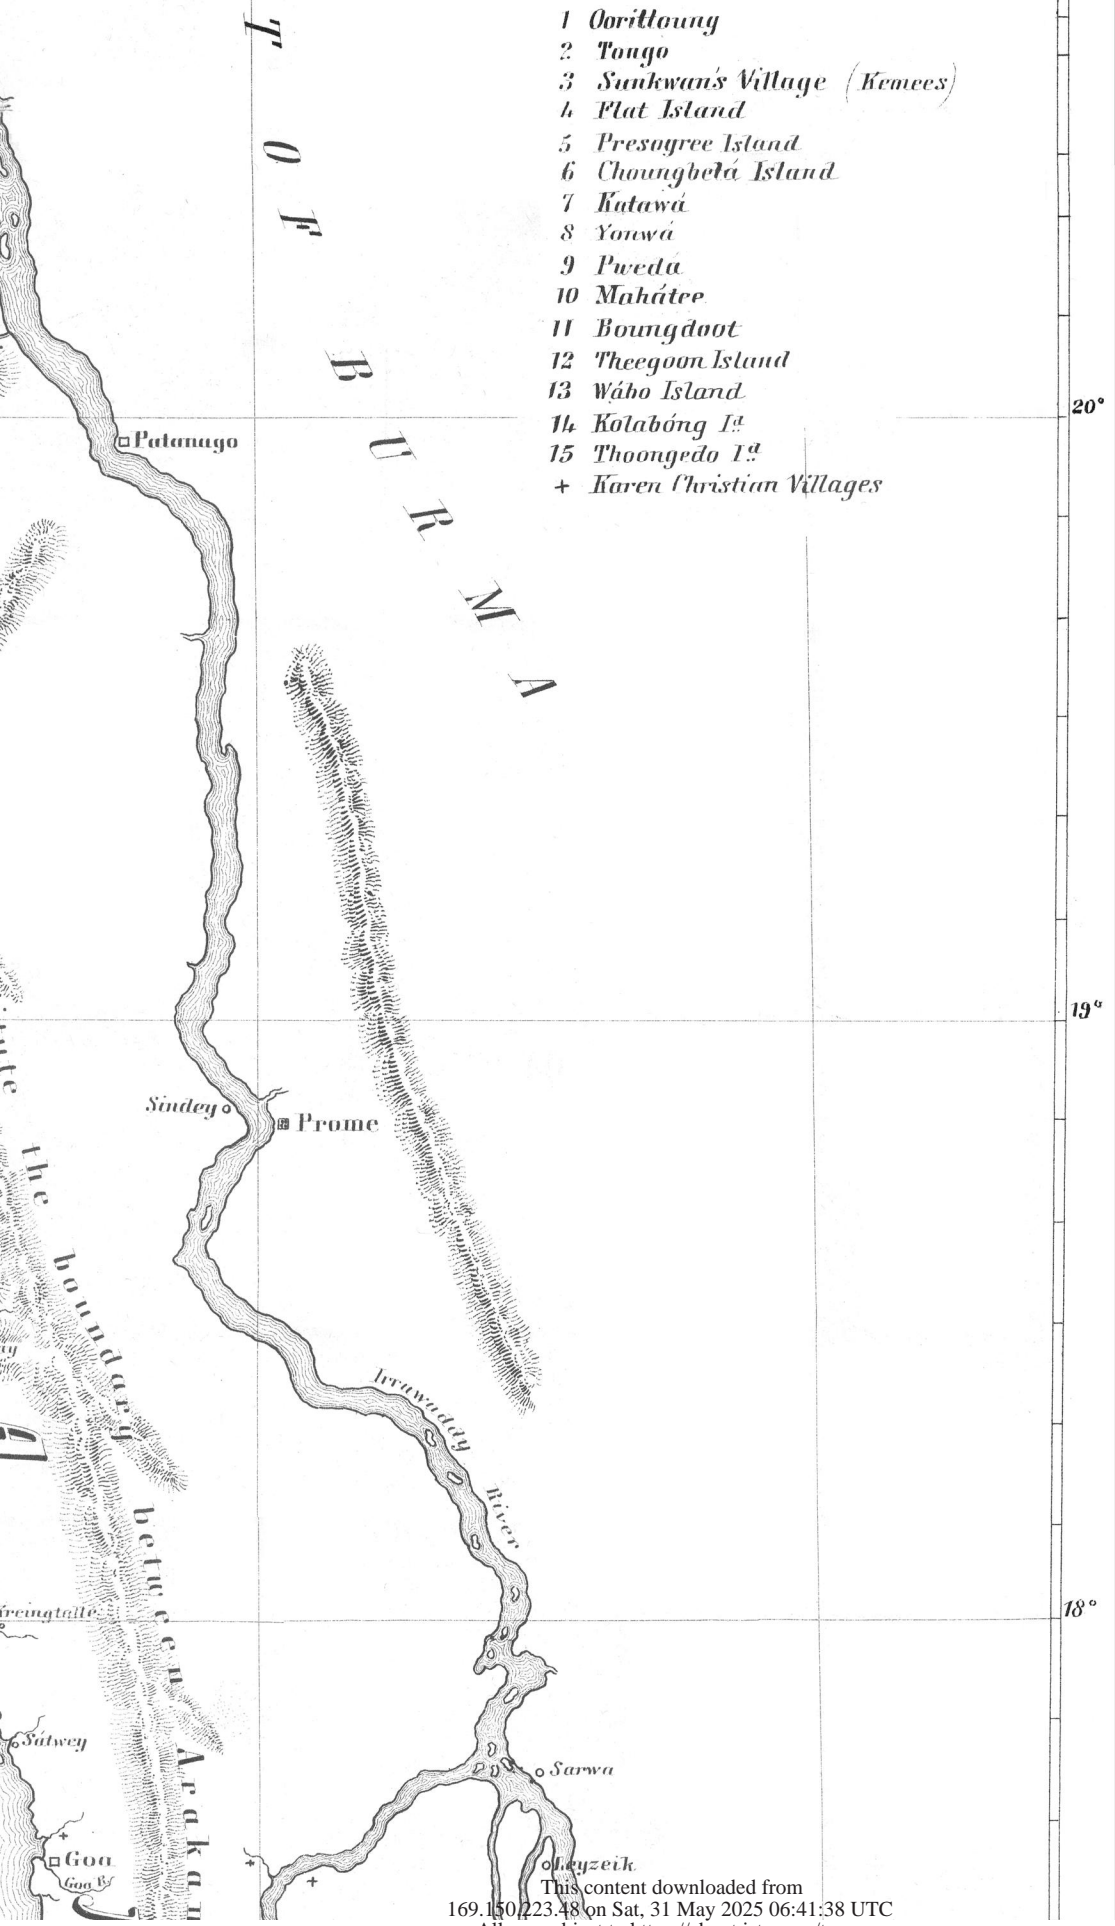 T OF BURMA
1 Oorittoung
2 Tongo
3 Sunkwan's Village (Kemees)
4 Flat Island
5 Presogree Island
6 Choungbetá Island
7 Katawá
8 Yonwá
9 Pweda
10 Mahátee
11 Boungdoot
12 Theegoon Island
13 Wábo Island
14 Kolabóng Id
15 Thoongedo Id
+ Karen Christian Villages
20°
Patanago
19°
Sindey
Prome
the boundary between Arakan
Irrawaddy River
18°
Sátwey
Sarwa
Goa
Goa R.
Leyzeik
This content downloaded from
169.150.223.48 on Sat, 31 May 2025 06:41:38 UTC